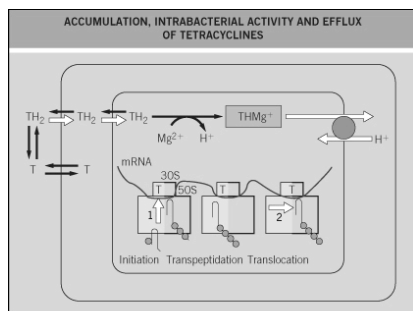 ACCUMULATION, INTRABACTERIAL ACTIVITY AND EFFLUX
OF TETRACYCLINES
TH₂ TH₂ TH₂ THMg⁺
Mg²⁺ H⁺ H⁺
T T
mRNA
30S
T T T
50S
1 2
Initiation Transpeptidation Translocation